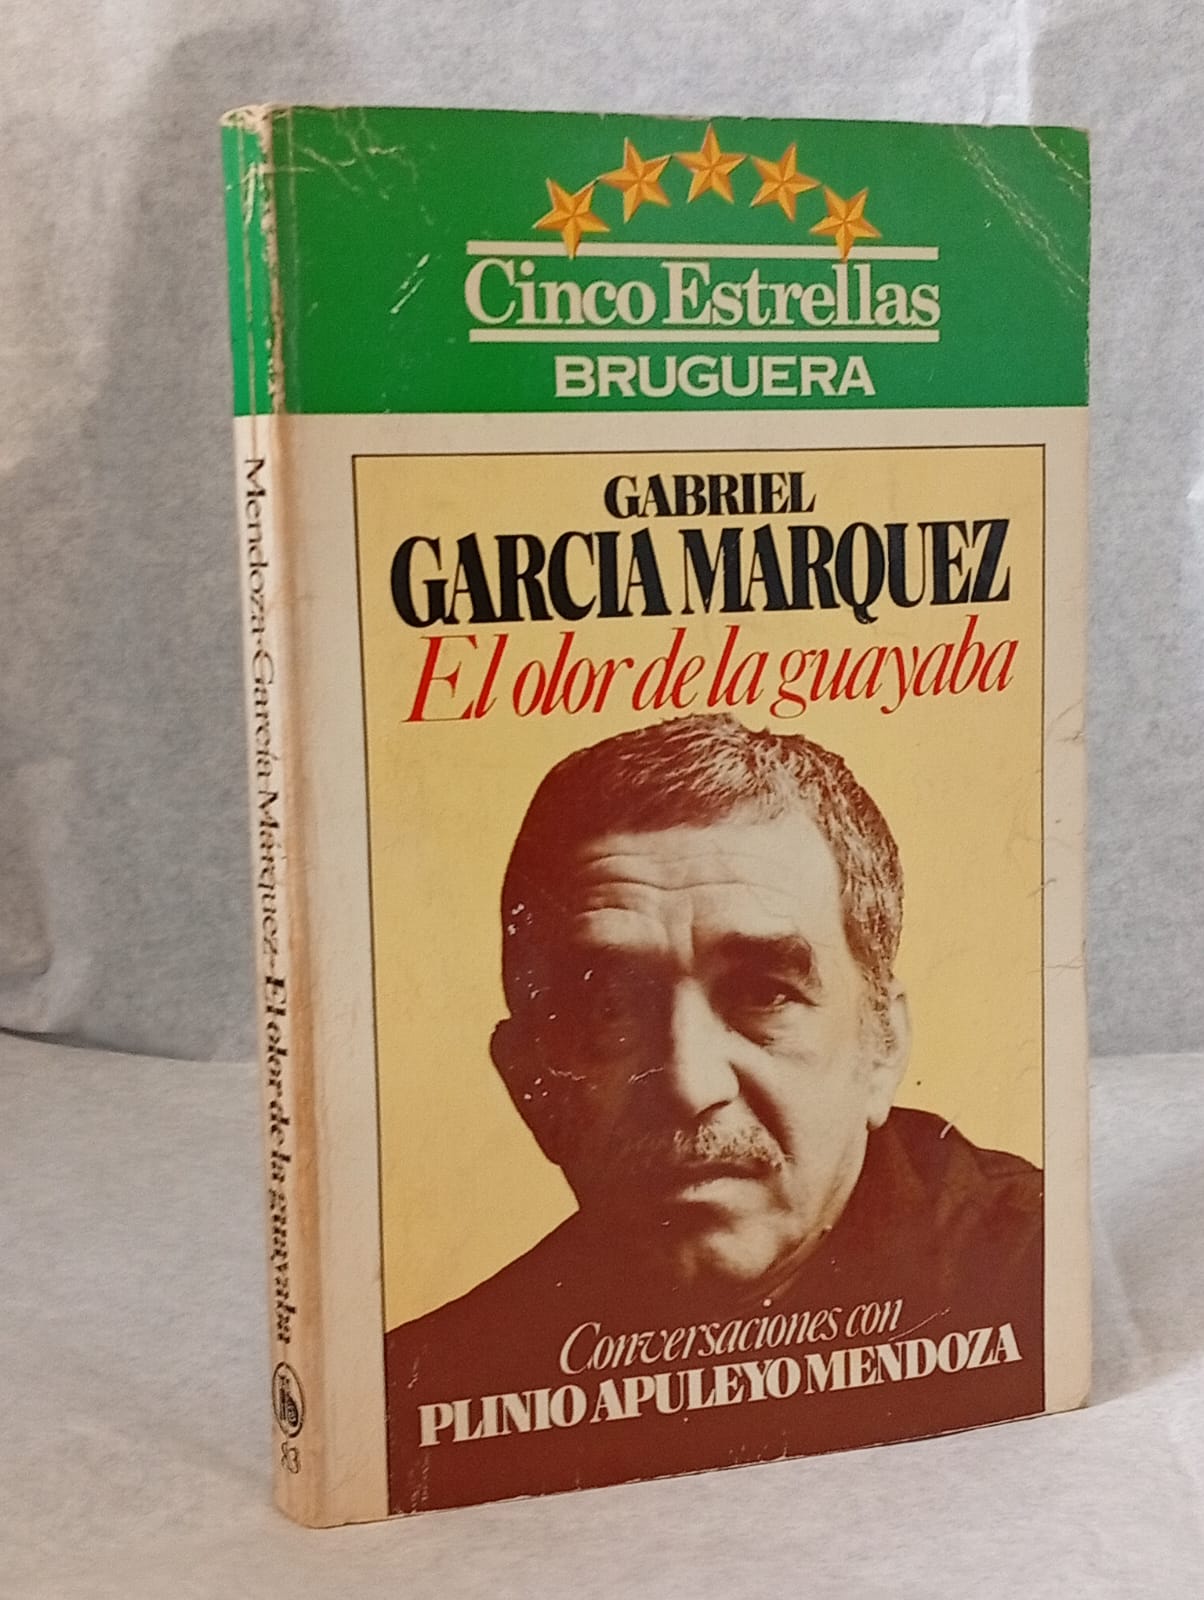 Cinco Estrellas
BRUGUERA
GABRIEL
GARCIA MARQUEZ
El olor de la guayaba
Conversaciones con
PLINIO APULEYO MENDOZA
Mendoza-García Márquez-El olor de la guayaba
83